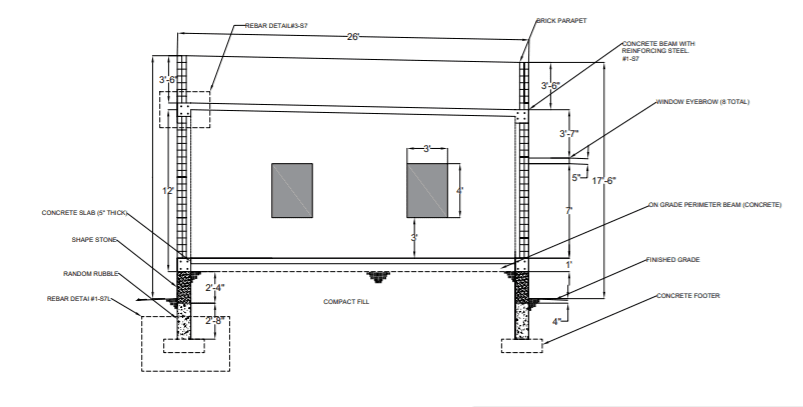 BRICK PARAPET
REBAR DETAIL#3-S7
26'
CONCRETE BEAM WITH
REINFORCING STEEL.
#1-S7
3'-6"
3'-6"
WINDOW EYEBROW (8 TOTAL)
3'-7"
3'
5"
17'-6"
12'
4'
7'
ON GRADE PERIMETER BEAM (CONCRETE)
CONCRETE SLAB (5" THICK)
3'
SHAPE STONE
FINISHED GRADE
1'
RANDOM RUBBLE
2'-4"
COMPACT FILL
REBAR DETAI #1-S7L
CONCRETE FOOTER
4"
2'-8"